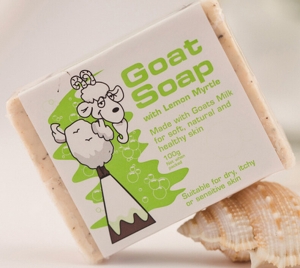 Goat
Soap
with Lemon Myrtle
Made with Goats Milk
for soft, natural and
healthy skin
100g
Suitable for dry, itchy
or sensitive skin